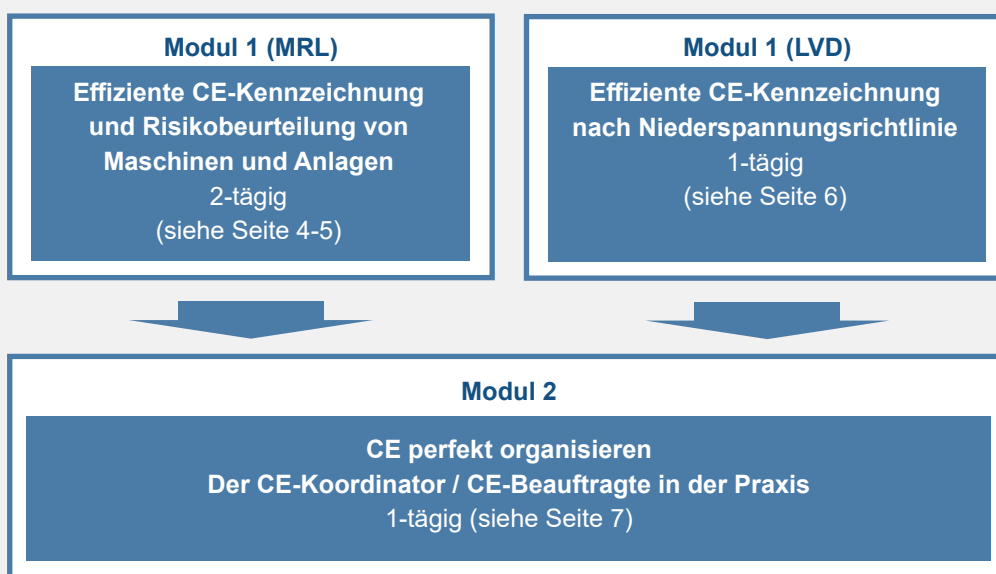 Modul 1 (MRL)
Effiziente CE-Kennzeichnung
und Risikobeurteilung von
Maschinen und Anlagen
2-tägig
(siehe Seite 4-5)
Modul 1 (LVD)
Effiziente CE-Kennzeichnung
nach Niederspannungsrichtlinie
1-tägig
(siehe Seite 6)
Modul 2
CE perfekt organisieren
Der CE-Koordinator / CE-Beauftragte in der Praxis
1-tägig (siehe Seite 7)